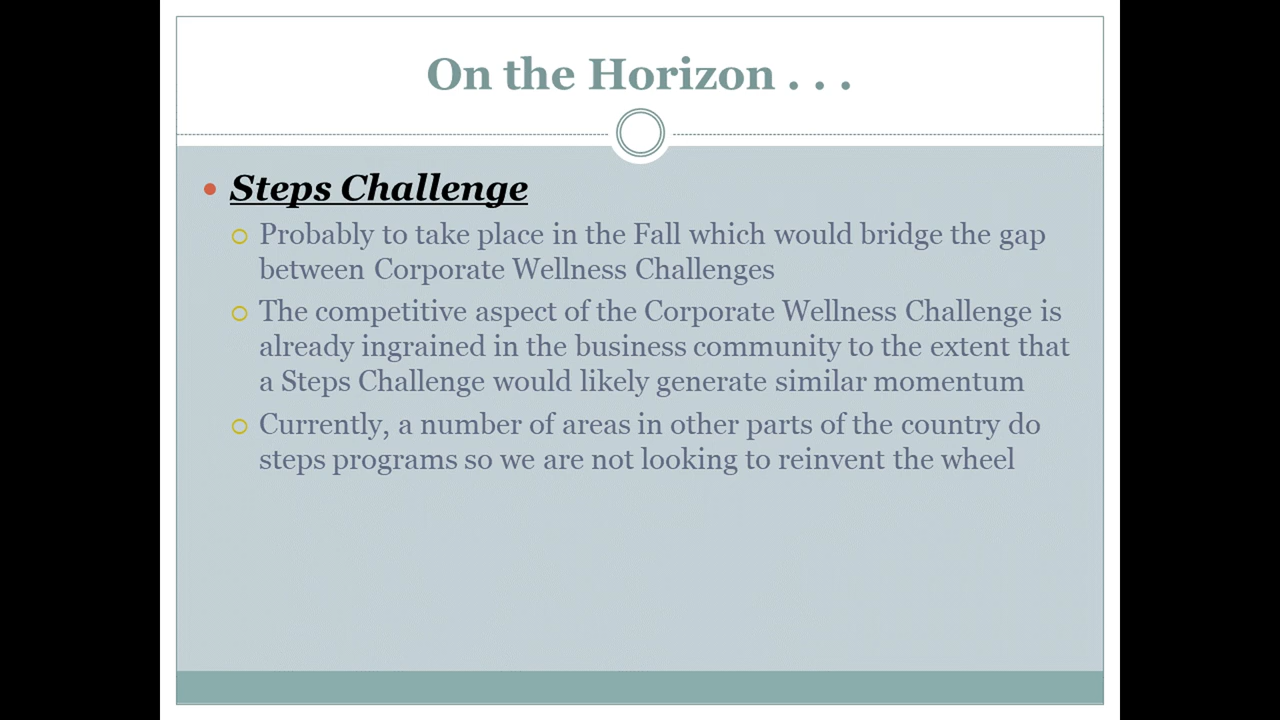 On the Horizon . . .
Steps Challenge
Probably to take place in the Fall which would bridge the gap
between Corporate Wellness Challenges
The competitive aspect of the Corporate Wellness Challenge is
already ingrained in the business community to the extent that
a Steps Challenge would likely generate similar momentum
Currently, a number of areas in other parts of the country do
steps programs so we are not looking to reinvent the wheel